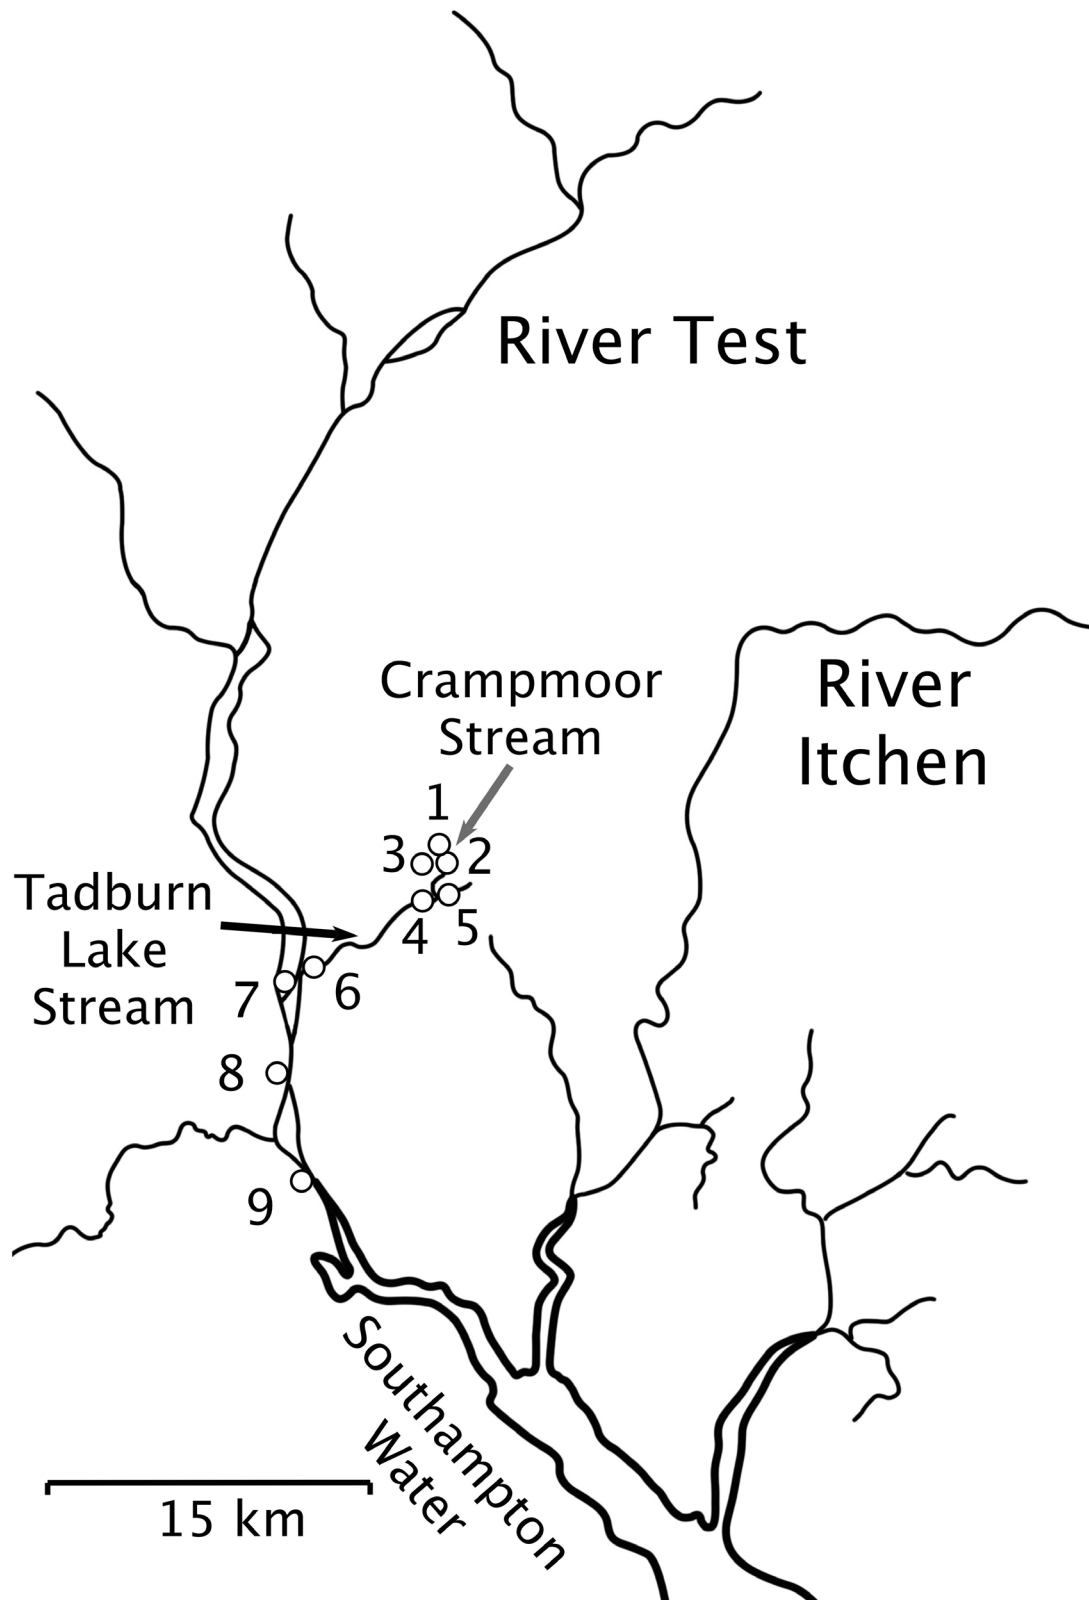 River Test
Crampmoor
Stream
River
Itchen
1
3
2
Tadburn
Lake
Stream
4
5
7
6
8
9
Southampton
Water
15 km